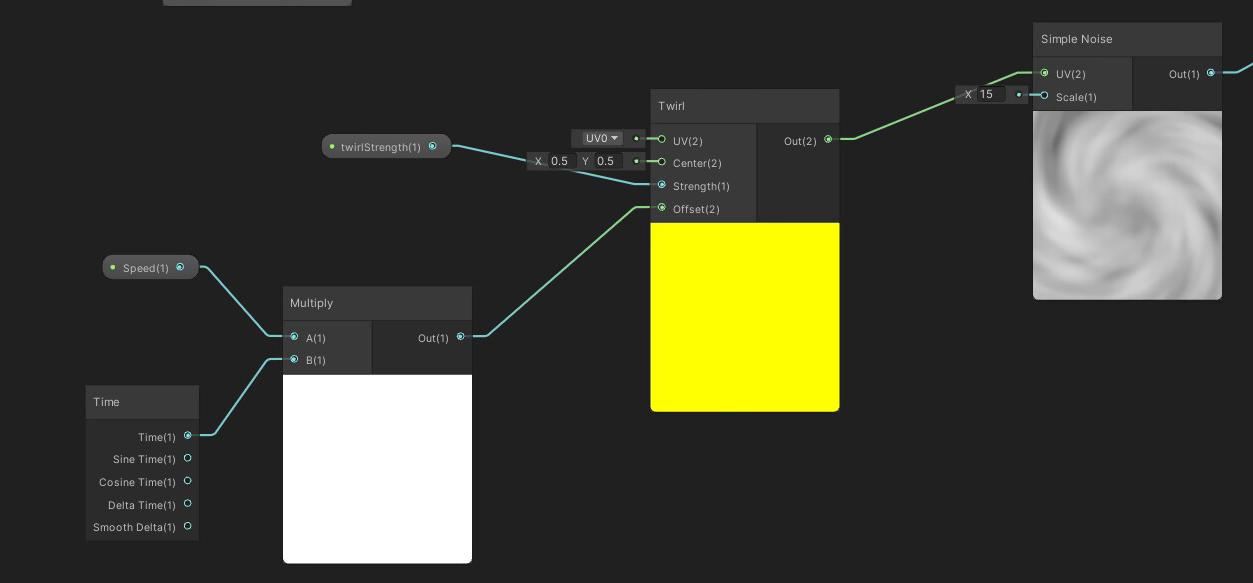 Simple Noise
UV(2)
Out(1)
X 15
Scale(1)
Twirl
twirlStrength(1)
UV0
UV(2)
Out(2)
X 0.5 Y 0.5
Center(2)
Strength(1)
Offset(2)
Speed(1)
Multiply
A(1)
Out(1)
B(1)
Time
Time(1)
Sine Time(1)
Cosine Time(1)
Delta Time(1)
Smooth Delta(1)